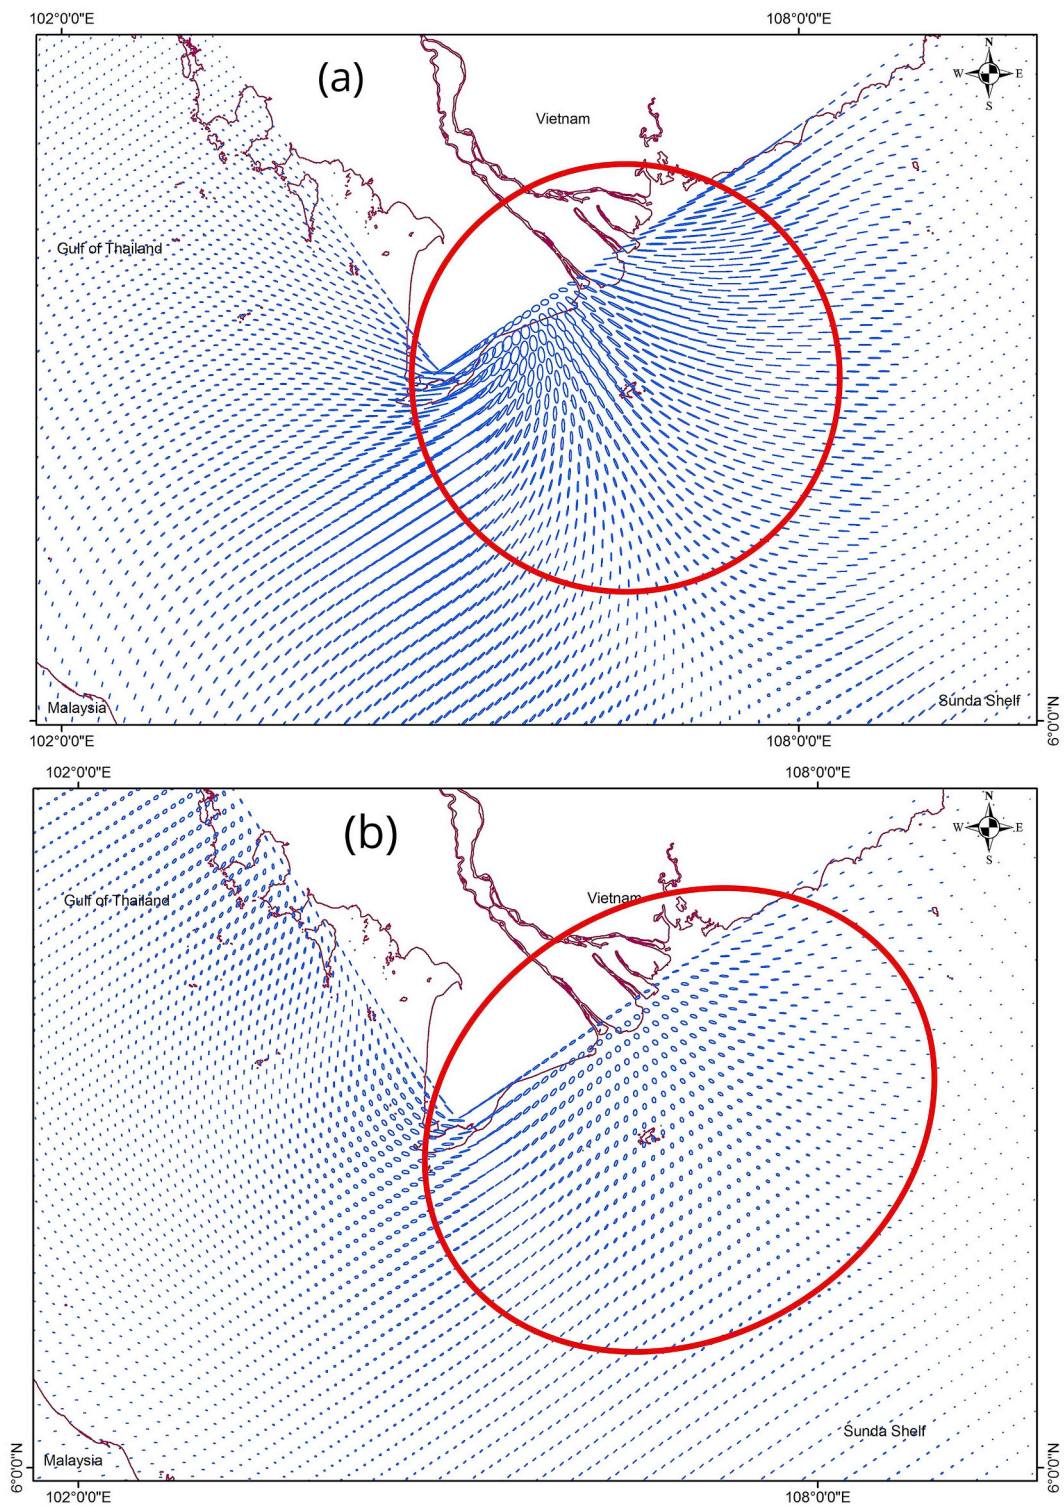 102°0'0"E 108°0'0"E
(a)
N
W E
S
Vietnam
Gulf of Thailand
Malaysia
Sunda Shelf
6°0'0"N
102°0'0"E 108°0'0"E
102°0'0"E 108°0'0"E
(b)
N
W E
S
Gulf of Thailand
Vietnam
Sunda Shelf
Malaysia
6°0'0"N 6°0'0"N
102°0'0"E 108°0'0"E